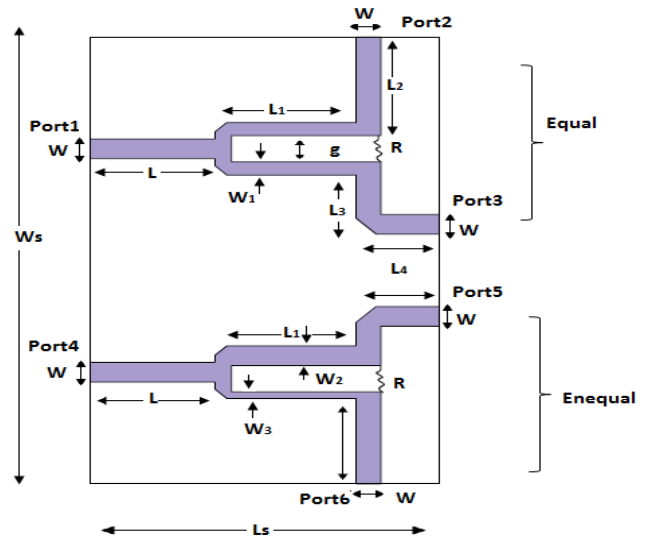 W Port2
L2
L1
Port1
Equal
W
g
R
L
W1
L3
Port3
W
Ws
L4
Port5
L1
W
Port4
W
W2
R
L
Enequal
W3
Port6 W
Ls